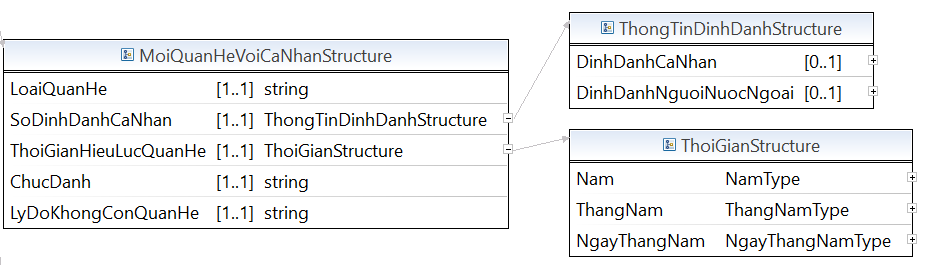 MoiQuanHeVoiCaNhanStructure
LoaiQuanHe [1..1] string
SoDinhDanhCaNhan [1..1] ThongTinDinhDanhStructure
ThoiGianHieuLucQuanHe [1..1] ThoiGianStructure
ChucDanh [1..1] string
LyDoKhongConQuanHe [1..1] string
ThongTinDinhDanhStructure
DinhDanhCaNhan [0..1]
DinhDanhNguoiNuocNgoai [0..1]
ThoiGianStructure
Nam NamType
ThangNam ThangNamType
NgayThangNam NgayThangNamType